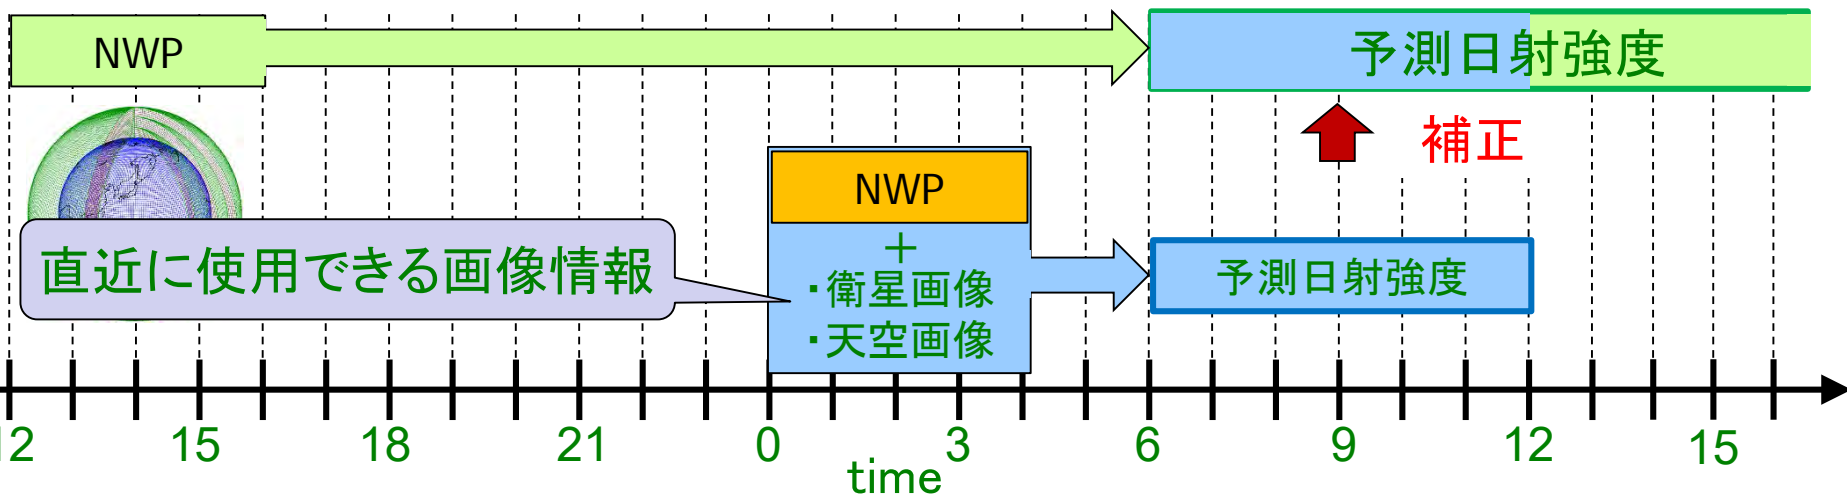 NWP
予測日射強度
補正
NWP
＋
・衛星画像
・天空画像
直近に使用できる画像情報
予測日射強度
12 15 18 21 0 3 6 9 12 15
time